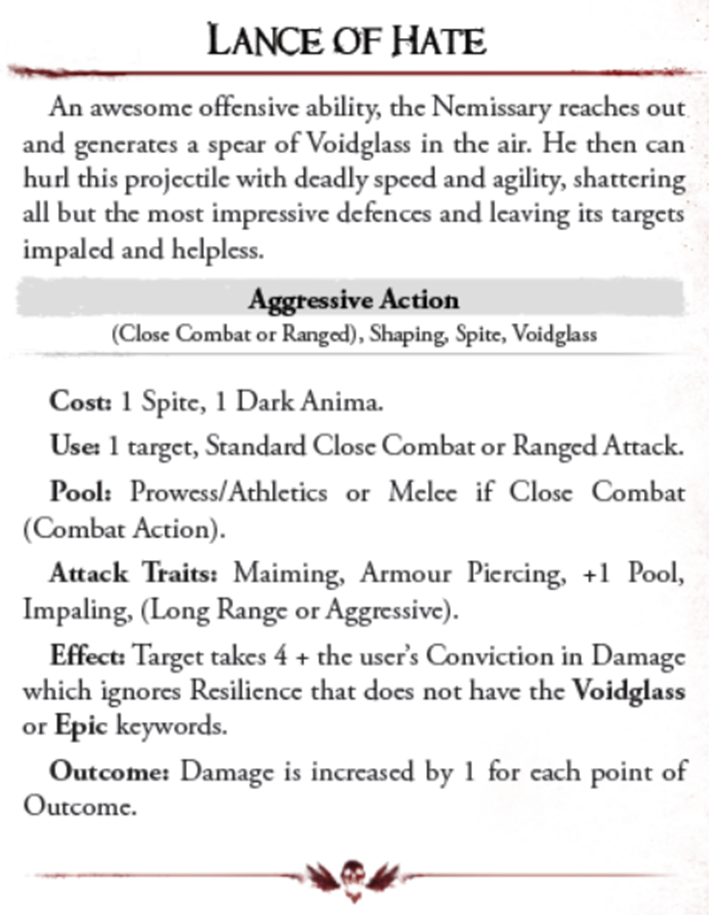 LANCE OF HATE
An awesome offensive ability, the Nemissary reaches out
and generates a spear of Voidglass in the air. He then can
hurl this projectile with deadly speed and agility, shattering
all but the most impressive defences and leaving its targets
impaled and helpless.
Aggressive Action
(Close Combat or Ranged), Shaping, Spite, Voidglass
Cost: 1 Spite, 1 Dark Anima.
Use: 1 target, Standard Close Combat or Ranged Attack.
Pool: Prowess/Athletics or Melee if Close Combat
(Combat Action).
Attack Traits: Maiming, Armour Piercing, +1 Pool,
Impaling, (Long Range or Aggressive).
Effect: Target takes 4 + the user's Conviction in Damage
which ignores Resilience that does not have the Voidglass
or Epic keywords.
Outcome: Damage is increased by 1 for each point of
Outcome.